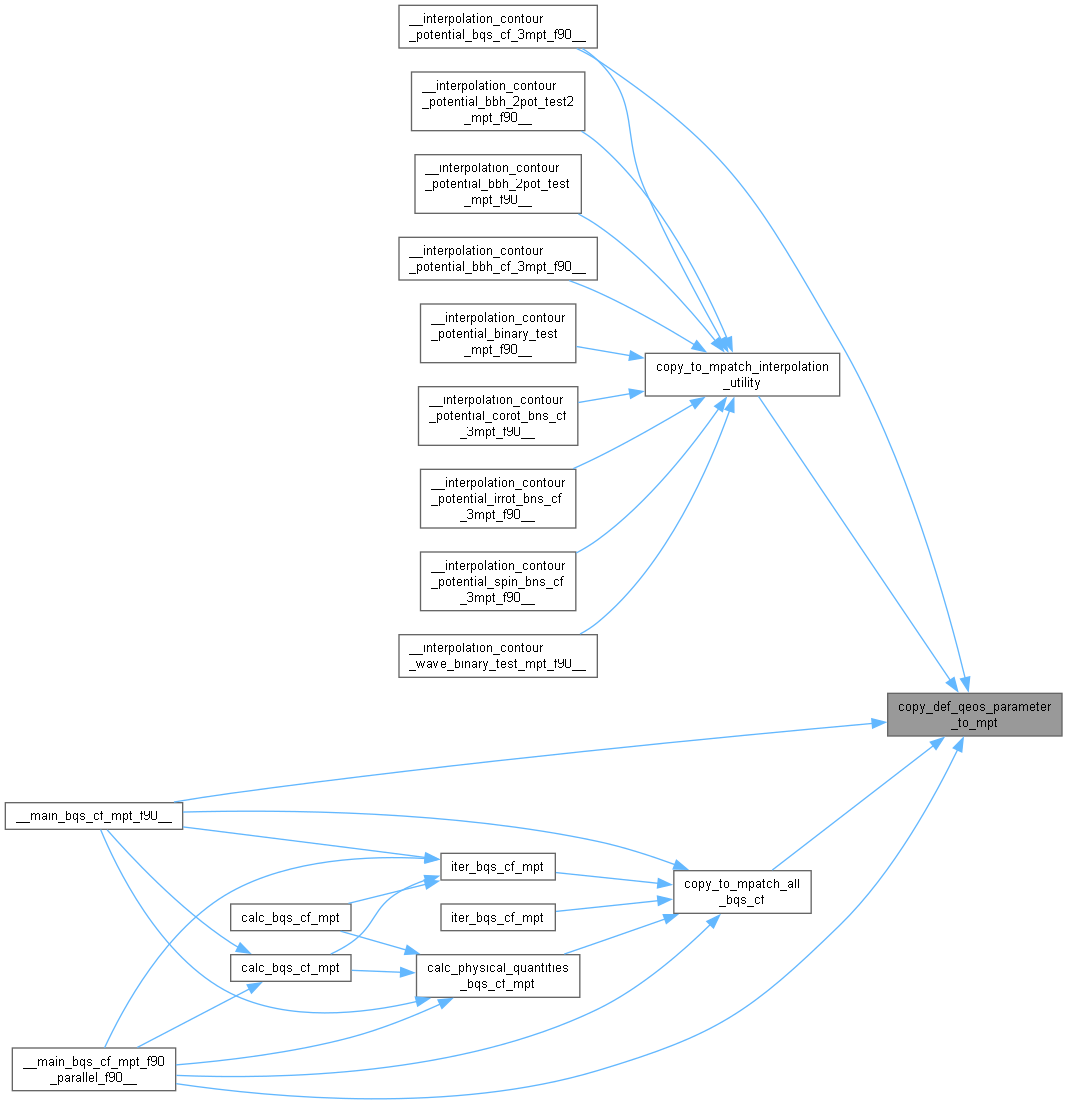 __interpolation_contour
_potential_bqs_cf_3mpt_f90__
__interpolation_contour
_potential_bbh_2pot_test2
_mpt_f90__
__interpolation_contour
_potential_bbh_2pot_test
_mpt_f90__
__interpolation_contour
_potential_bbh_cf_3mpt_f90__
__interpolation_contour
_potential_binary_test
_mpt_f90__
copy_to_mpatch_interpolation
_utility
__interpolation_contour
_potential_corot_bns_cf
_3mpt_f90__
__interpolation_contour
_potential_irrot_bns_cf
_3mpt_f90__
__interpolation_contour
_potential_spin_bns_cf
_3mpt_f90__
__interpolation_contour
_wave_binary_test_mpt_f90__
copy_def_qeos_parameter
_to_mpt
__main_bqs_cf_mpt_f90__
iter_bqs_cf_mpt
copy_to_mpatch_all
_bqs_cf
calc_bqs_cf_mpt
iter_bqs_cf_mpt
calc_bqs_cf_mpt
calc_physical_quantities
_bqs_cf_mpt
__main_bqs_cf_mpt_f90
_parallel_f90__